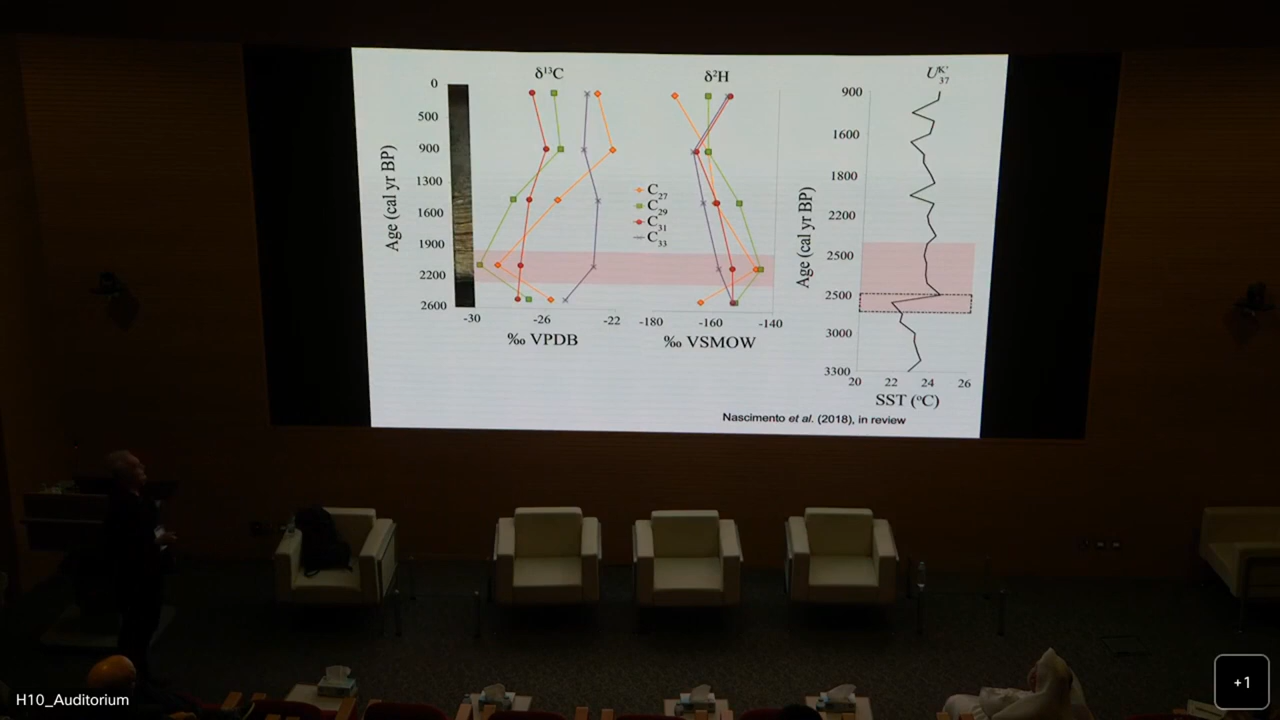 δ¹³C
δ²H
U^K'_37
Age (cal yr BP)
0
500
900
1300
1600
1900
2200
2600
-30
-26
-22
‰ VPDB
C₂₇
C₂₉
C₃₁
C₃₃
-180
-160
-140
‰ VSMOW
Age (cal yr BP)
900
1600
1800
2200
2500
2500
3000
3300
20
22
24
26
SST (°C)
Nascimento et al. (2018), in review
H10_Auditorium
+1